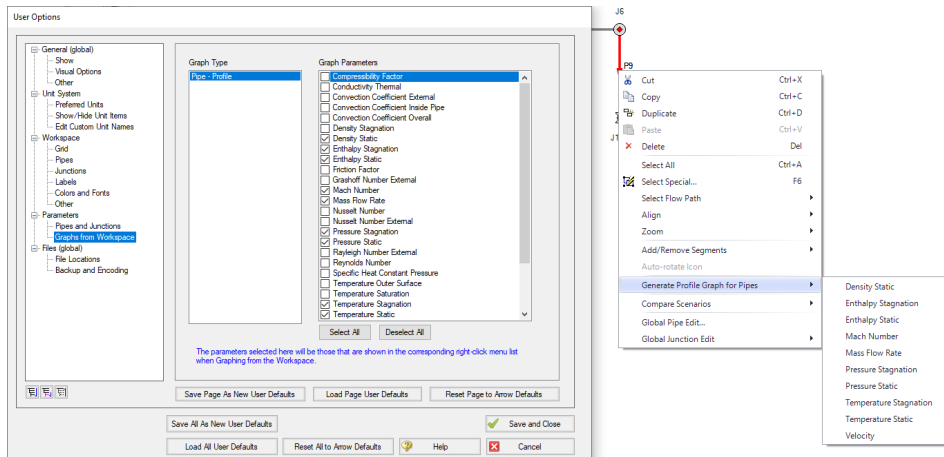 User Options
General (global)
Show
Visual Options
Other
Unit System
Preferred Units
Show/Hide Unit Items
Edit Custom Unit Names
Workspace
Grid
Pipes
Junctions
Labels
Colors and Fonts
Other
Parameters
Pipes and Junctions
Graphs from Workspace
Files (global)
File Locations
Backup and Encoding
Graph Type
Pipe - Profile
Graph Parameters
Compressibility Factor
Conductivity Thermal
Convection Coefficient External
Convection Coefficient Inside Pipe
Convection Coefficient Overall
Density Stagnation
Density Static
Enthalpy Stagnation
Enthalpy Static
Friction Factor
Grashoff Number External
Mach Number
Mass Flow Rate
Nusselt Number
Nusselt Number External
Pressure Stagnation
Pressure Static
Rayleigh Number External
Reynolds Number
Specific Heat Constant Pressure
Temperature Outer Surface
Temperature Saturation
Temperature Stagnation
Temperature Static
Select All Deselect All
The parameters selected here will be those that are shown in the corresponding right-click menu list
when Graphing from the Workspace.
Save Page As New User Defaults Load Page User Defaults Reset Page to Arrow Defaults
Save All As New User Defaults Save and Close
Load All User Defaults Reset All to Arrow Defaults Help Cancel
J6
P9
Cut Ctrl+X
Copy Ctrl+C
Duplicate Ctrl+D
Paste Ctrl+V
Delete Del
Select All Ctrl+A
Select Special... F6
Select Flow Path
Align
Zoom
Add/Remove Segments
Auto-rotate Icon
Generate Profile Graph for Pipes
Compare Scenarios
Global Pipe Edit...
Global Junction Edit
Density Static
Enthalpy Stagnation
Enthalpy Static
Mach Number
Mass Flow Rate
Pressure Stagnation
Pressure Static
Temperature Stagnation
Temperature Static
Velocity